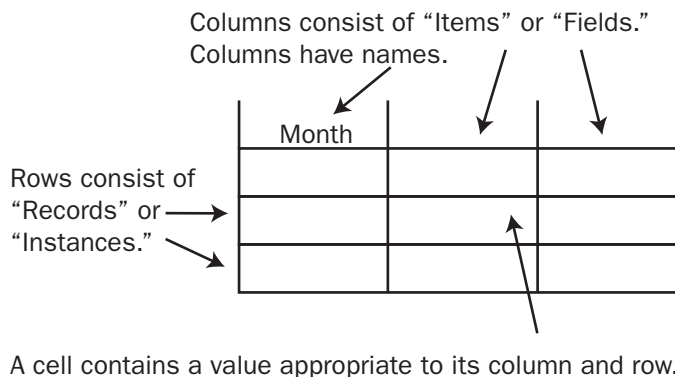 Columns consist of “Items” or “Fields.”
Columns have names.
Month
Rows consist of
“Records” or
“Instances.”
A cell contains a value appropriate to its column and row.